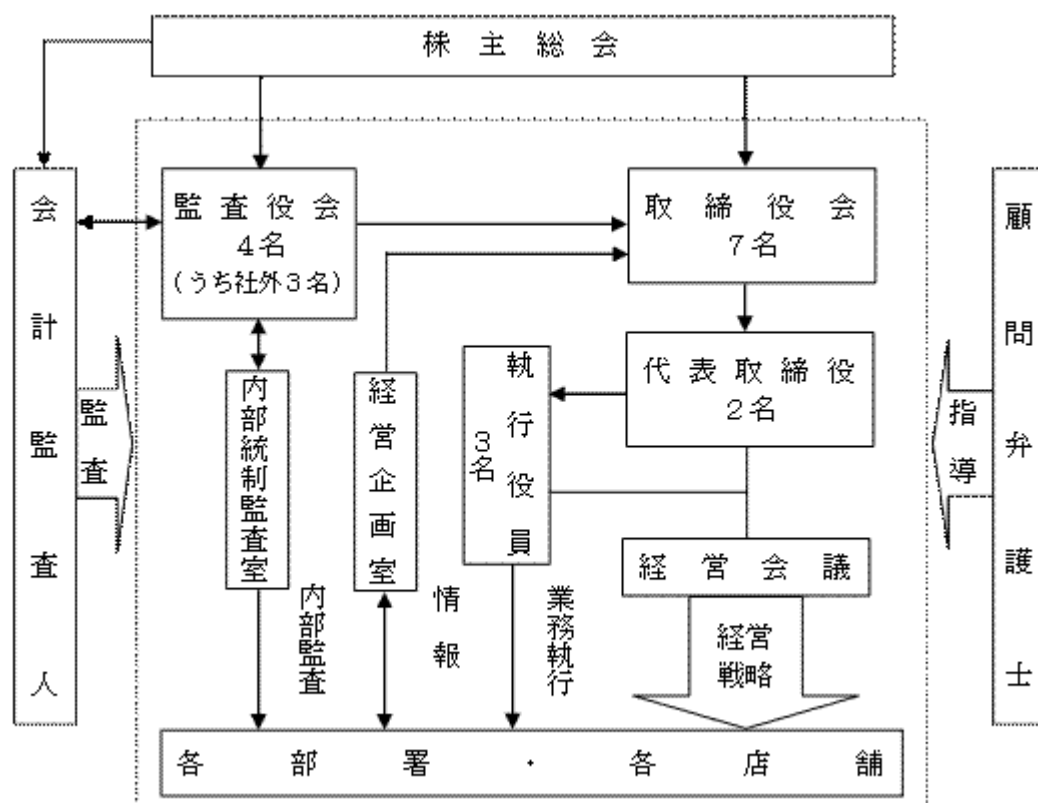 株主総会
会計監査人
監査
監査役会
４名
（うち社外３名）
取締役会
７名
代表取締役
２名
執行役員
３名
内部統制監査室
経営企画室
経営会議
内部監査
情報
業務執行
経営
戦略
各部署・各店舗
指導
顧問弁護士